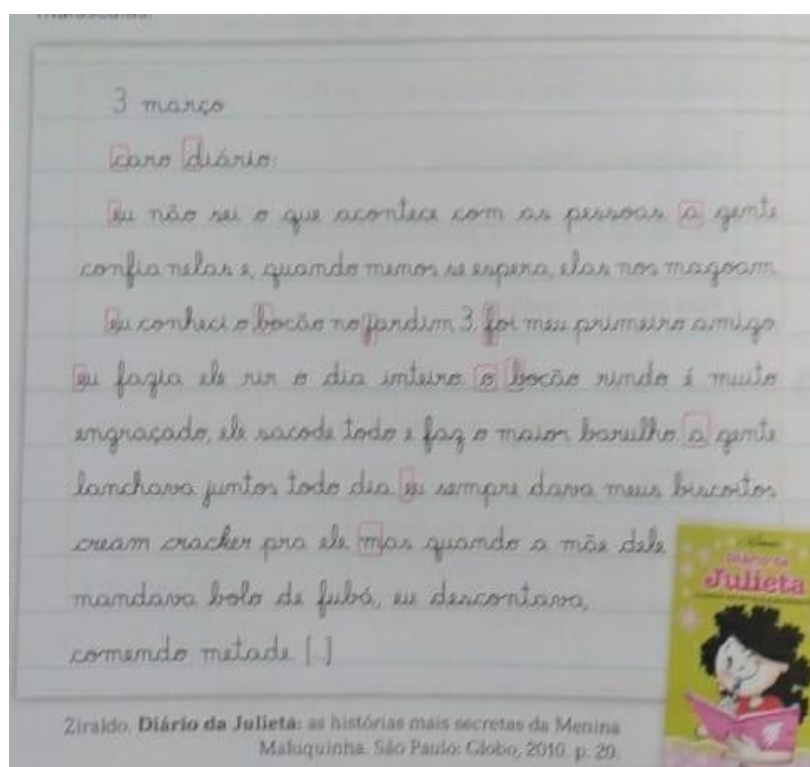 3 março
caro diário:
eu não sei o que acontece com as pessoas a gente
confia nelas e, quando menos se espera, elas nos magoam
eu conheci o bocão no jardim 3. foi meu primeiro amigo
eu fazia ele rir o dia inteiro o bocão rindo é muito
engraçado, ele sacode todo e faz o maior barulho a gente
lanchava juntos todo dia eu sempre dava meus biscoitos
cream cracker pra ele mas quando a mãe dele
mandava bolo de fubá, eu descontava,
comendo metade [...]
Diário da
Julieta
Ziraldo. Diário da Julieta: as histórias mais secretas da Menina
Maluquinha. São Paulo: Globo, 2010. p. 20.